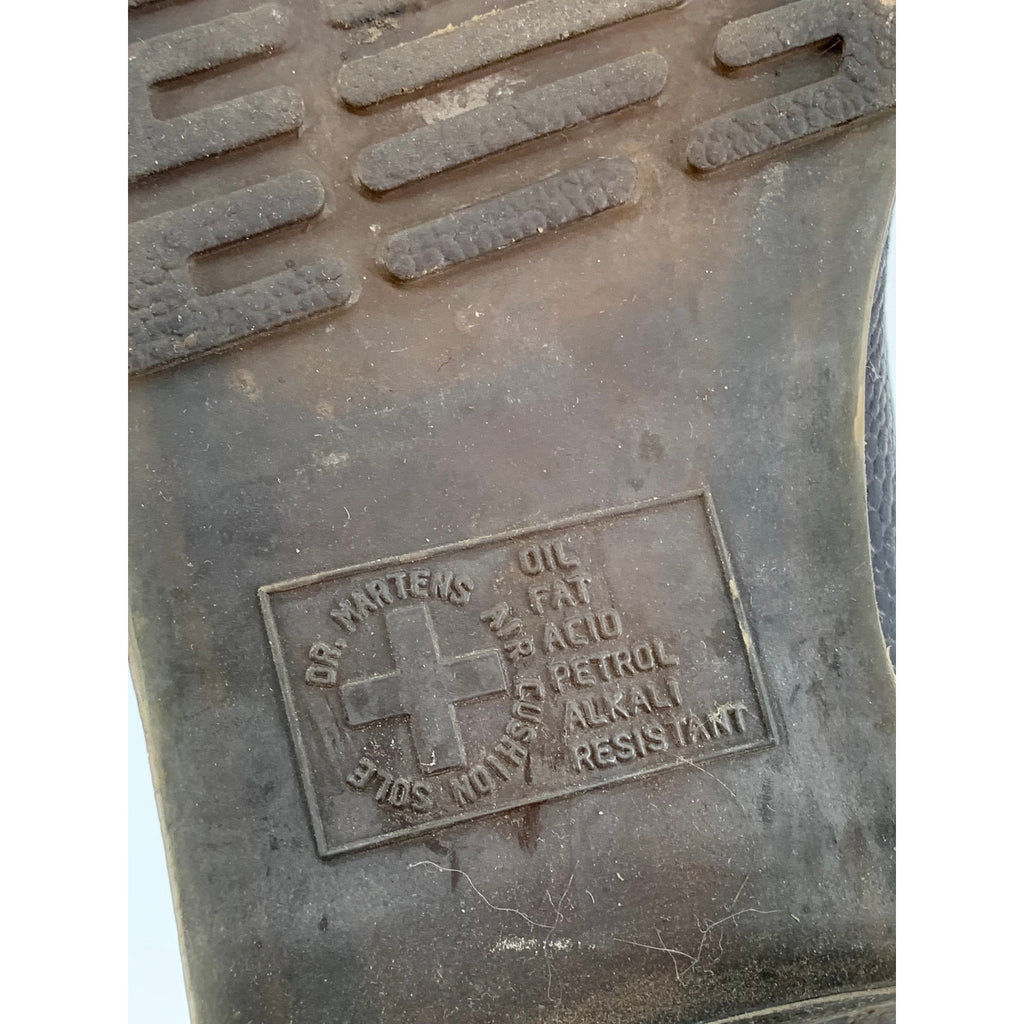 DR. MARTENS AIR CUSHION SOLE
OIL
FAT
ACID
PETROL
ALKALI
RESISTANT